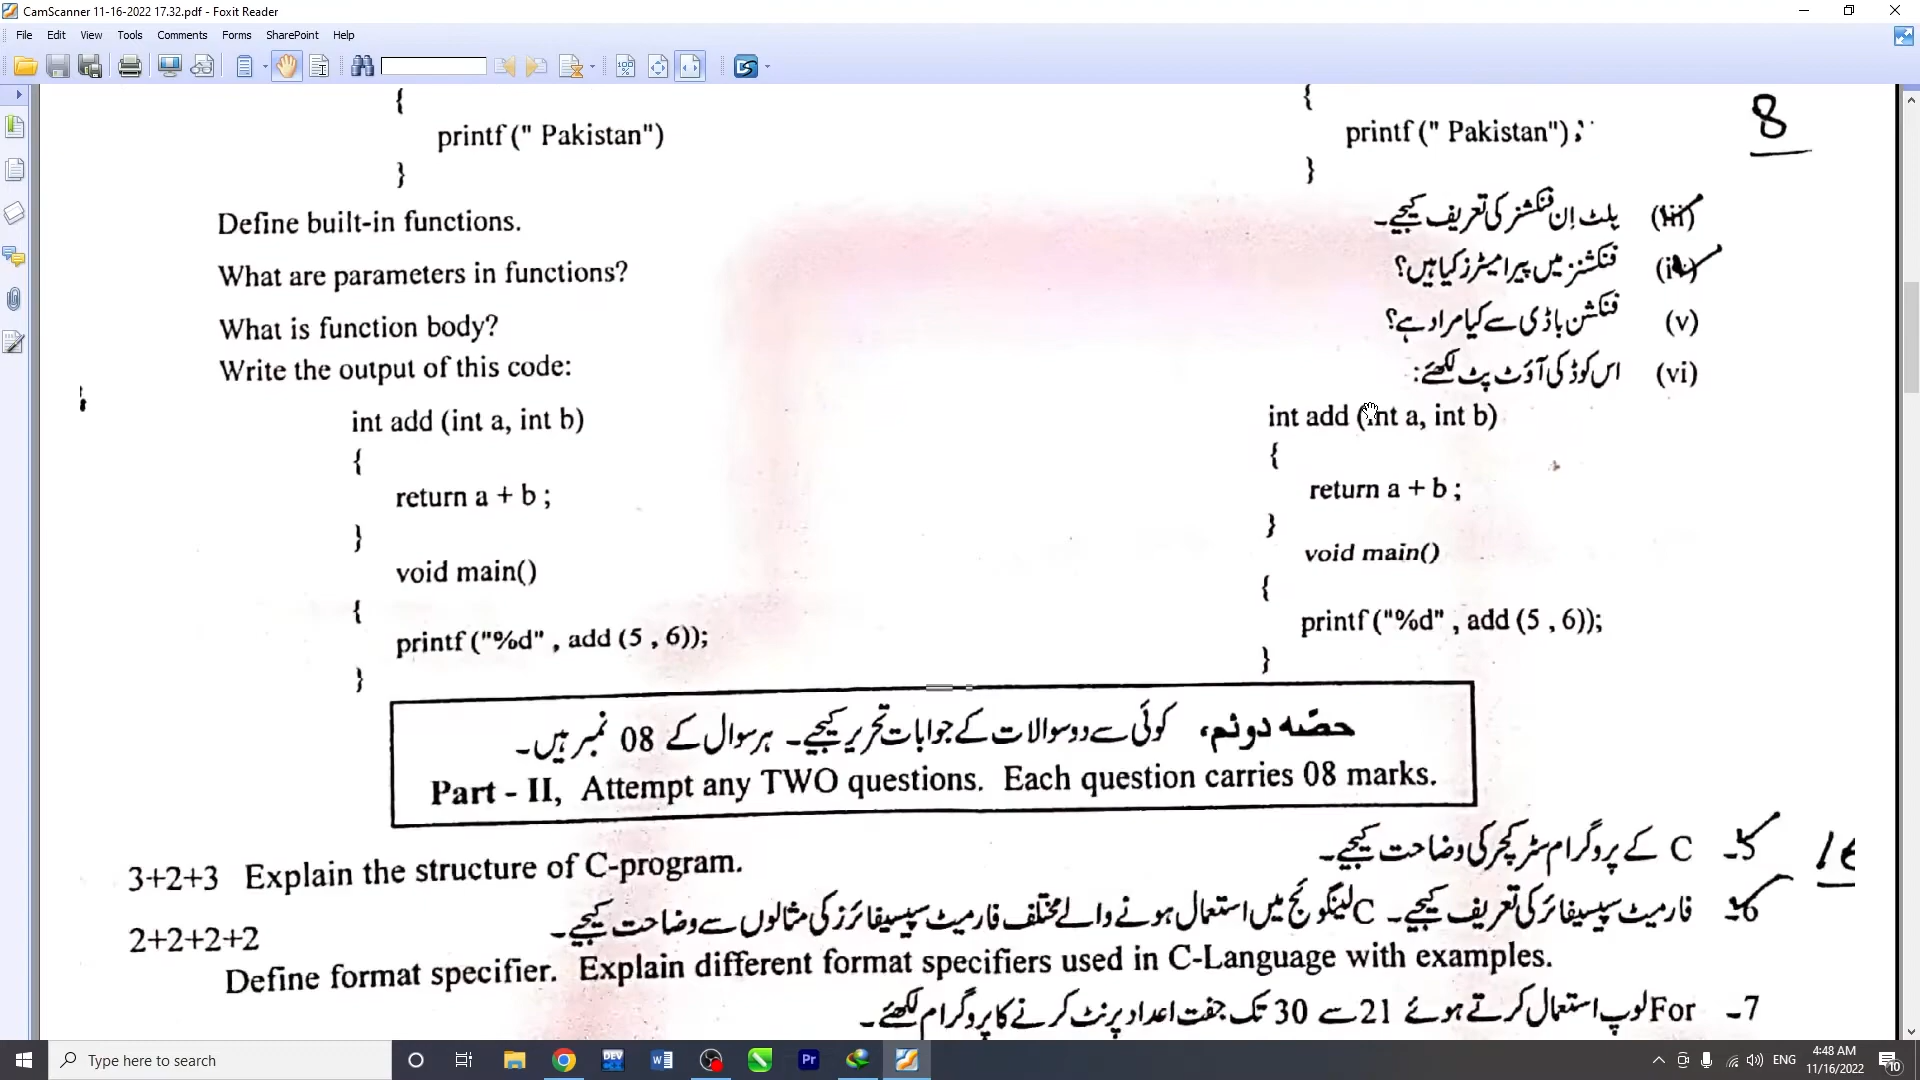 CamScanner 11-16-2022 17.32.pdf - Foxit Reader
File Edit View Tools Comments Forms SharePoint Help
{ {
printf (" Pakistan") printf (" Pakistan") ; 8
} }
Define built-in functions. بلٹ اِن فنکشنز کی تعریف کیجیے۔ (iii)
What are parameters in functions? فنکشنز میں پیرامیٹرز کیا ہیں؟ (iv)
What is function body? فنکشن باڈی سے کیا مراد ہے؟ (v)
Write the output of this code: اس کوڈ کی آؤٹ پٹ لکھئے: (vi)
int add (int a, int b) int add (int a, int b)
{ {
return a + b ; return a + b ;
} }
void main() void main()
{ {
printf ("%d" , add (5 , 6)); printf ("%d" , add (5 , 6));
} }
حصّہ دوئم، کوئی سے دو سوالات کے جوابات تحریر کیجیے۔ ہر سوال کے 08 نمبر ہیں۔
Part - II, Attempt any TWO questions. Each question carries 08 marks.
C کے پروگرام سٹرکچر کی وضاحت کیجیے۔ 5۔
3+2+3 Explain the structure of C-program.
فارمیٹ سپیسیفائر کی تعریف کیجیے۔ C لینگوئج میں استعمال ہونے والے مختلف فارمیٹ سپیسیفائرز کی مثالوں سے وضاحت کیجیے۔ 6۔
2+2+2+2
Define format specifier. Explain different format specifiers used in C-Language with examples.
For لوپ استعمال کرتے ہوئے 21 سے 30 تک جفت اعداد پرنٹ کرنے کا پروگرام لکھئے۔ 7۔
Type here to search
ENG
4:48 AM
11/16/2022
10